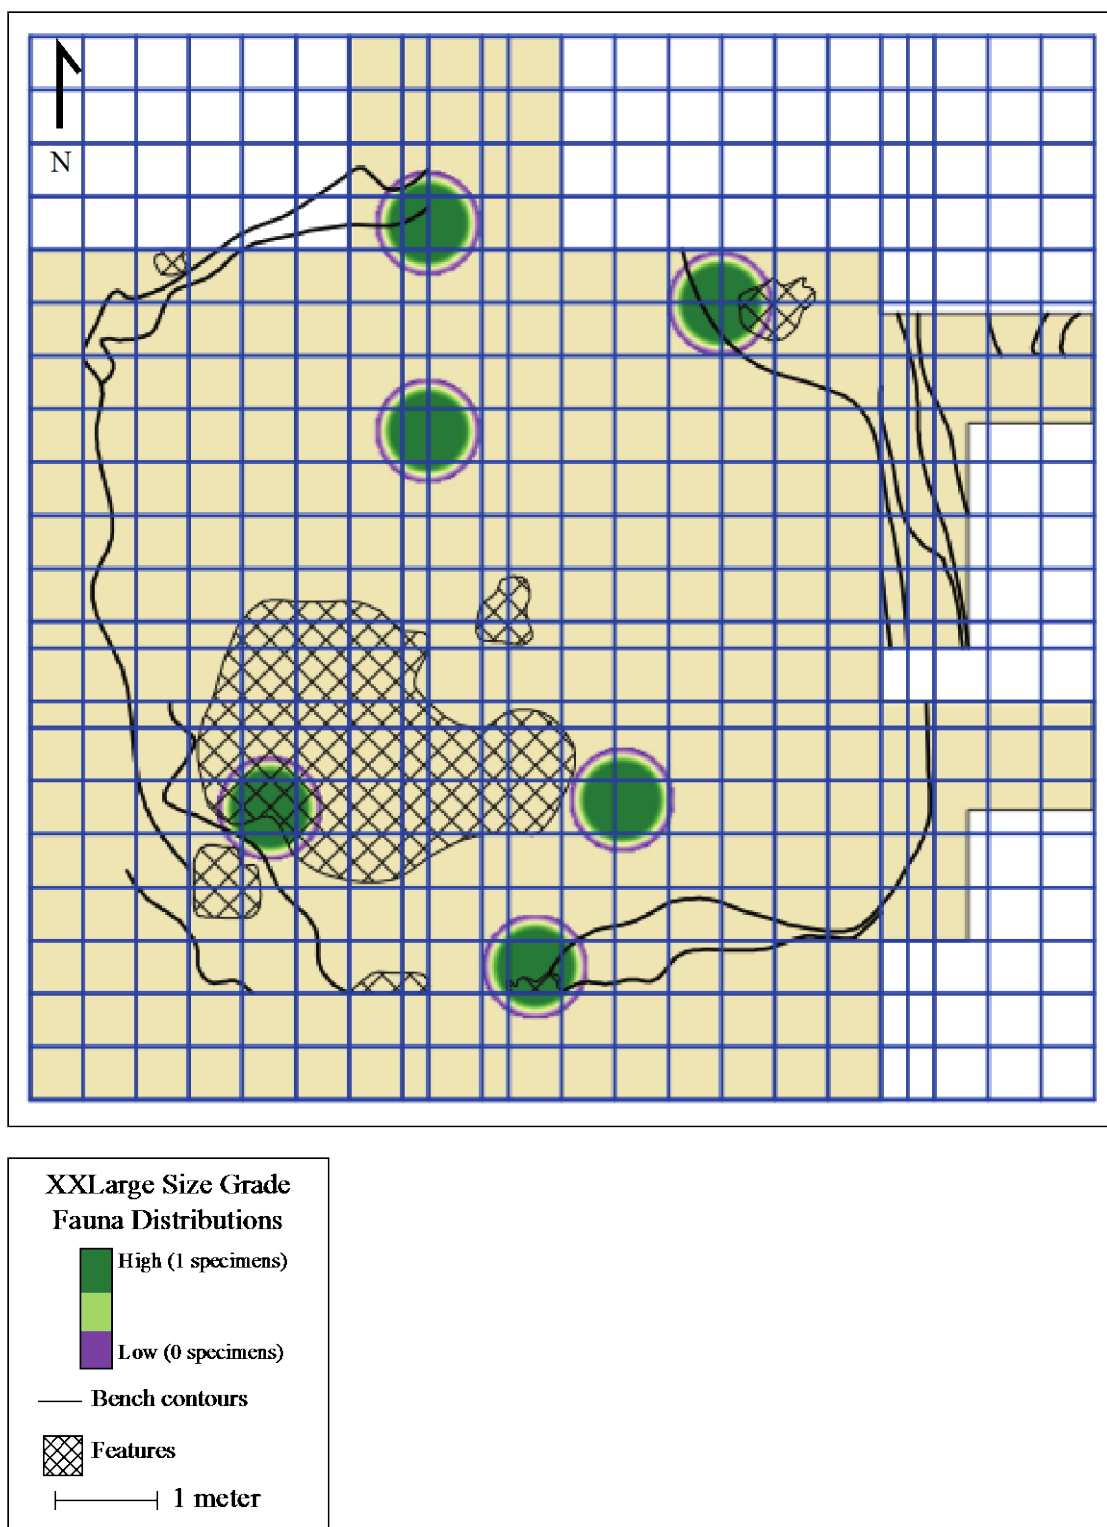 N
XXLarge Size Grade
Fauna Distributions
High (1 specimens)
Low (0 specimens)
Bench contours
Features
1 meter